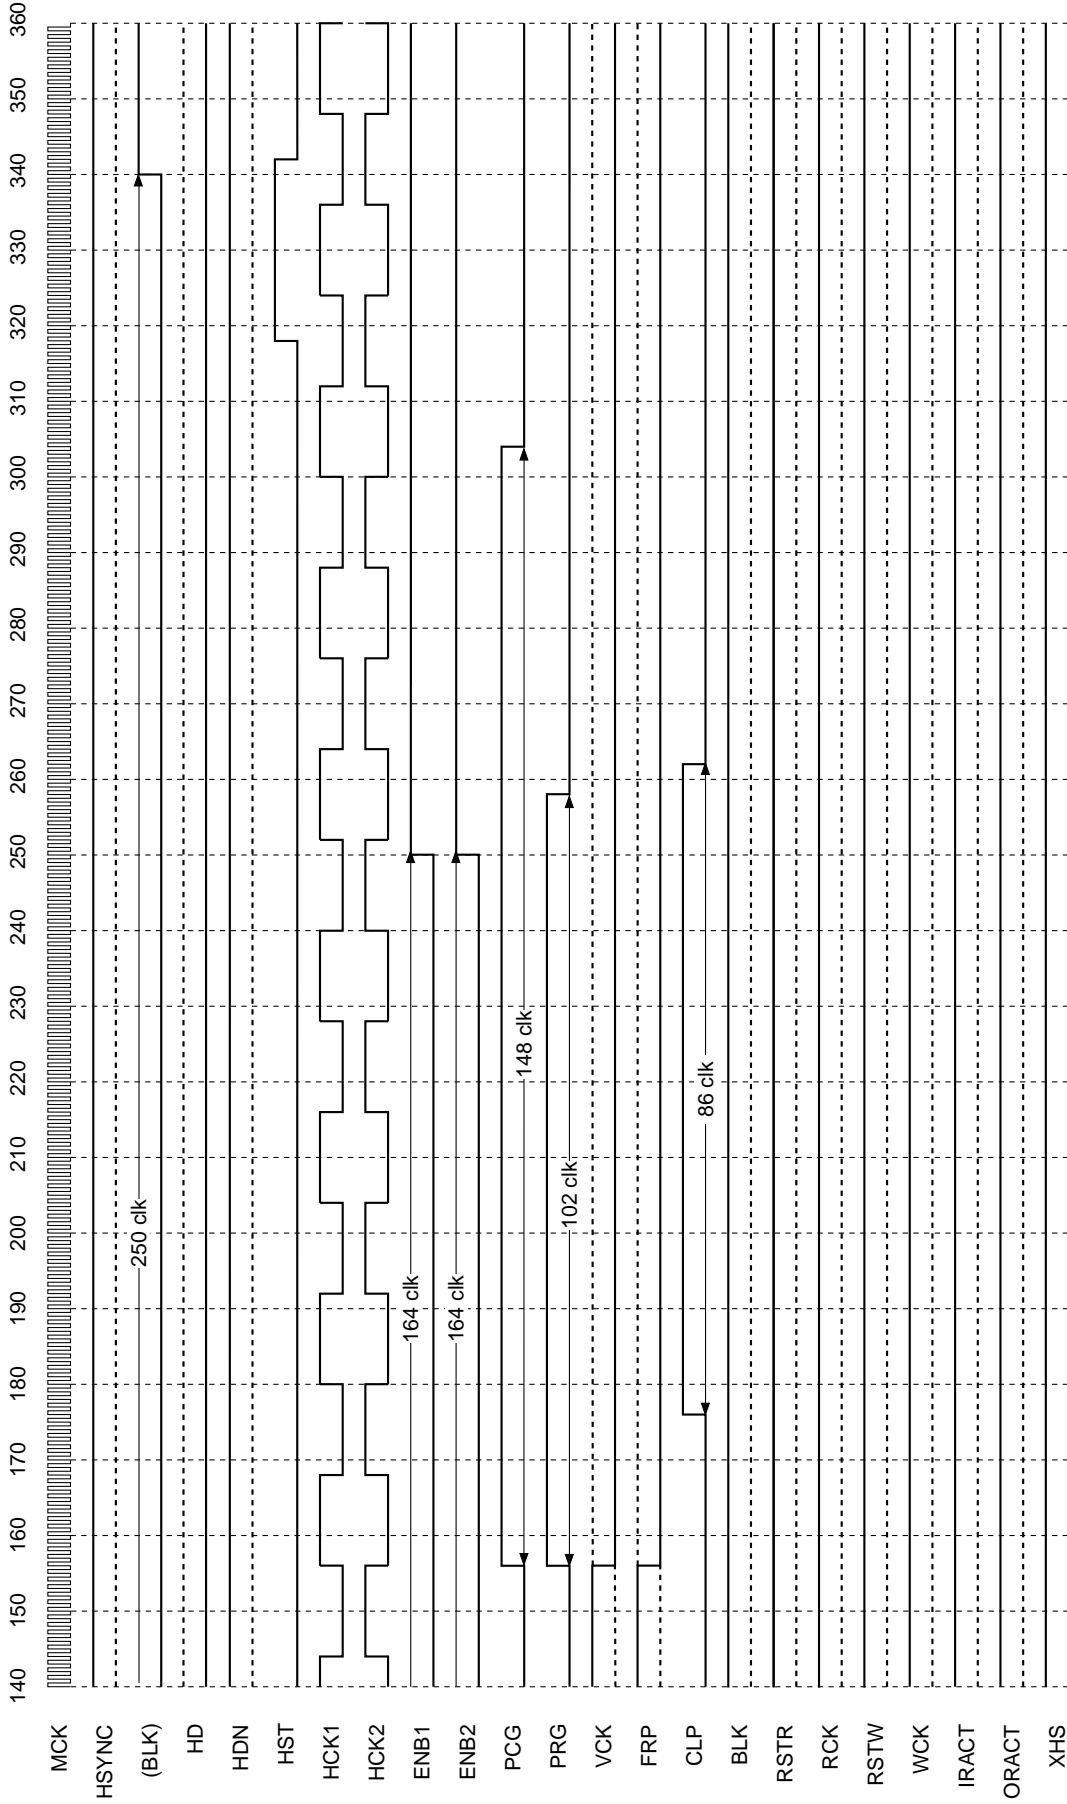 140 150 160 170 180 190 200 210 220 230 240 250 260 270 280 290 300 310 320 330 340 350 360
MCK
HSYNC
(BLK) 250 clk
HD
HDN
HST
HCK1
HCK2
ENB1 164 clk
ENB2 164 clk
PCG 148 clk
PRG 102 clk
VCK
FRP
CLP 86 clk
BLK
RSTR
RCK
RSTW
WCK
IRACT
ORACT
XHS